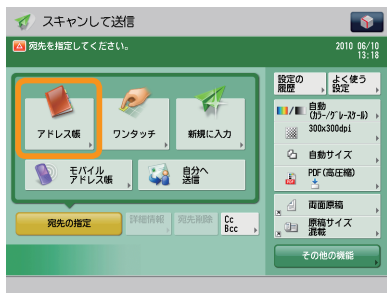 スキャンして送信
宛先を指定してください。
2010 06/10
13:18
アドレス帳
ワンタッチ
新規に入力
モバイル
アドレス帳
自分へ
送信
宛先の指定
詳細情報
宛先削除
Cc
Bcc
設定の
履歴
よく使う
設定
自動
(カラー/グレースケール)
300x300dpi
自動サイズ
PDF(高圧縮)
両面原稿
原稿サイズ
混載
その他の機能